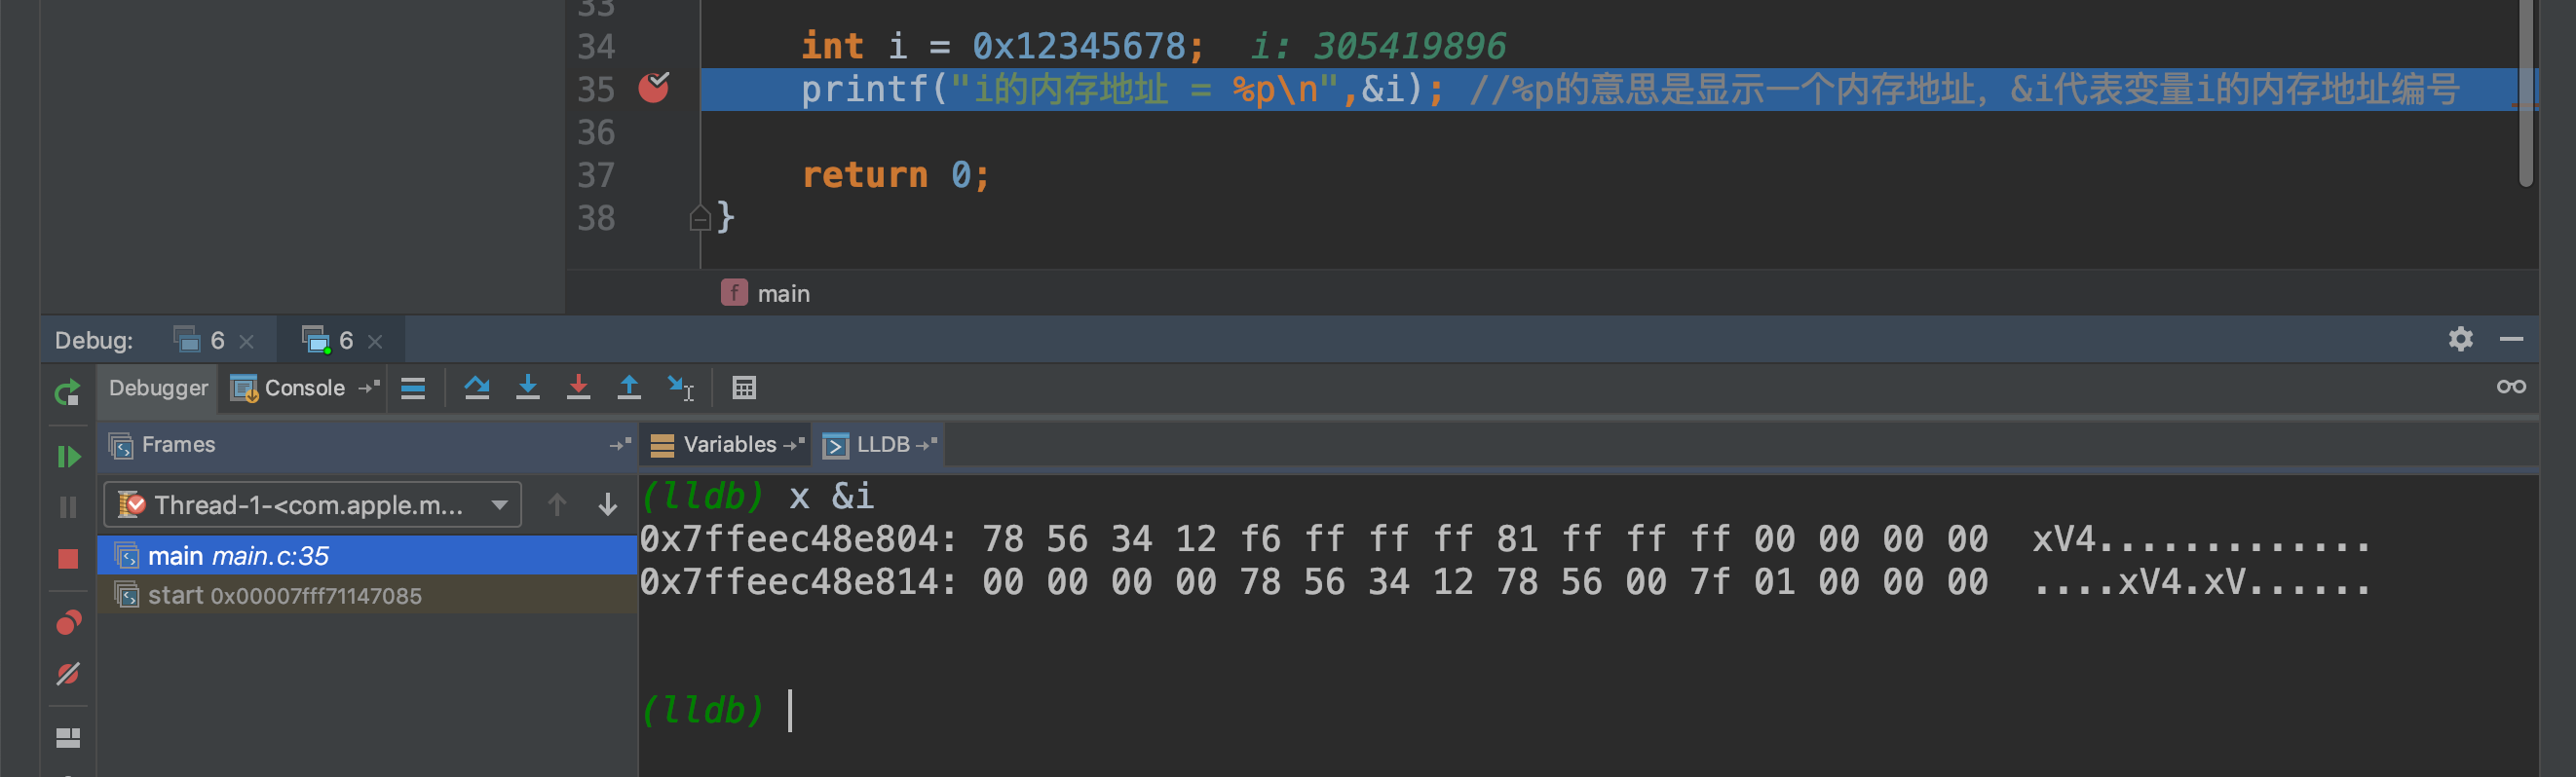 33
34 int i = 0x12345678; i: 305419896
35 printf("i的内存地址 = %p\n",&i); //%p的意思是显示一个内存地址，&i代表变量i的内存地址编号
36
37 return 0;
38 }
f main
Debug: 6 × 6 ×
Debugger Console
Frames Variables LLDB
Thread-1-<com.apple.m...
main main.c:35
start 0x00007fff71147085
(lldb) x &i
0x7ffeec48e804: 78 56 34 12 f6 ff ff ff 81 ff ff ff 00 00 00 00 xV4.............
0x7ffeec48e814: 00 00 00 00 78 56 34 12 78 56 00 7f 01 00 00 00 ....xV4.xV......
(lldb)